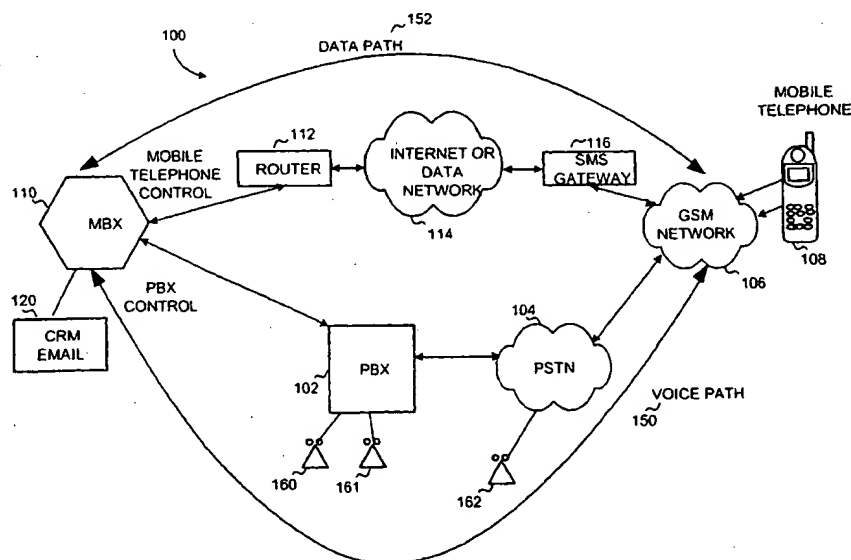 152
DATA PATH
100
MOBILE
TELEPHONE
112
ROUTER
INTERNET OR
DATA
NETWORK
114
116
SMS
GATEWAY
MOBILE
TELEPHONE
CONTROL
110
MBX
GSM
NETWORK
106
108
PBX
CONTROL
120
CRM
EMAIL
102
PBX
104
PSTN
VOICE PATH
150
160
161
162